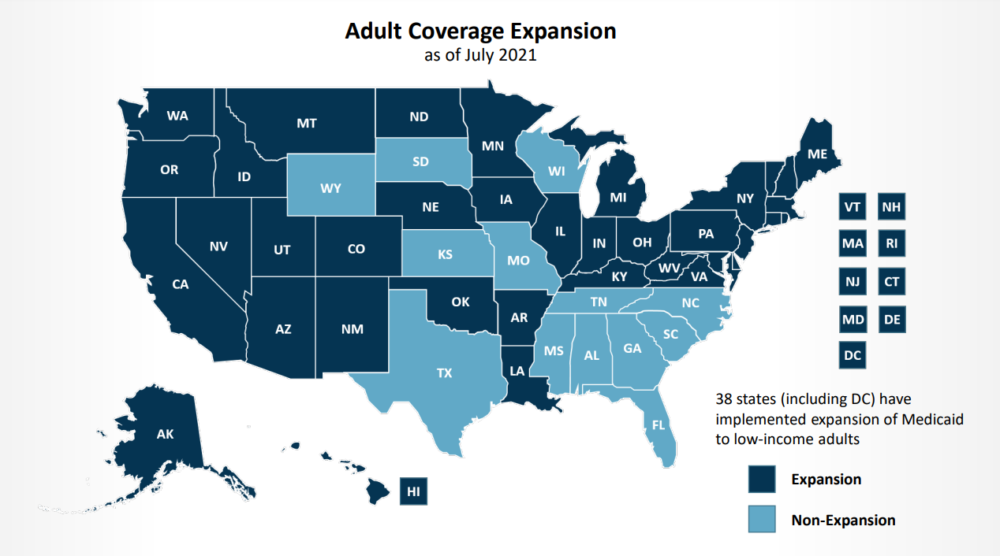 Adult Coverage Expansion
as of July 2021
WA
MT
ND
MN
ME
OR
ID
SD
WI
WY
MI
NY
VT
NH
NE
IA
IL
IN
OH
PA
MA
RI
NV
UT
CO
KS
MO
KY
WV
VA
NJ
CT
CA
TN
NC
OK
AR
MD
DE
AZ
NM
SC
MS
AL
GA
DC
TX
LA
FL
AK
HI
38 states (including DC) have
implemented expansion of Medicaid
to low-income adults
Expansion
Non-Expansion